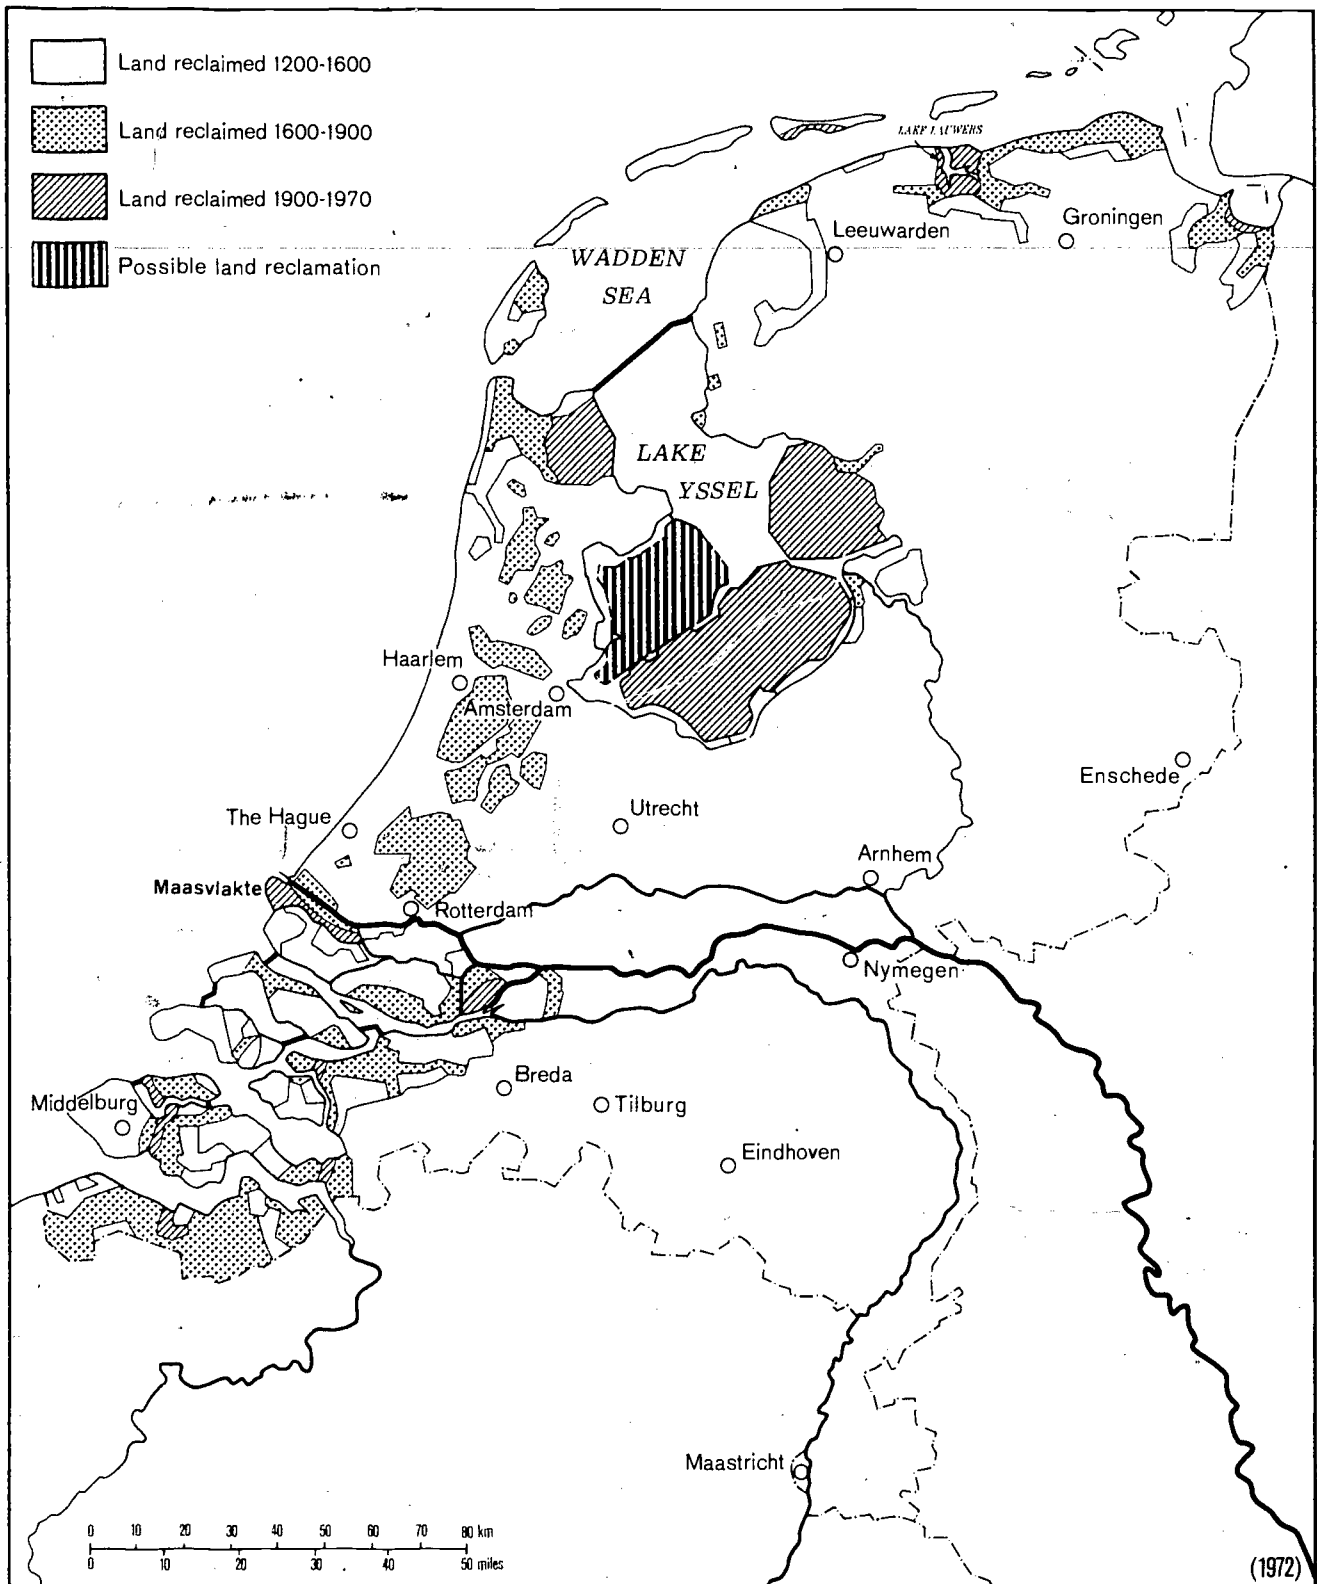 Land reclaimed 1200-1600
Land reclaimed 1600-1900
Land reclaimed 1900-1970
Possible land reclamation
LAKE LAUWERS
Groningen
Leeuwarden
WADDEN
SEA
LAKE
YSSEL
Haarlem
Amsterdam
Enschede
The Hague
Utrecht
Arnhem
Maasvlakte
Rotterdam
Nymegen
Breda
Tilburg
Middelburg
Eindhoven
Maastricht
0 10 20 30 40 50 60 70 80 km
0 10 20 30 40 50 miles
(1972)